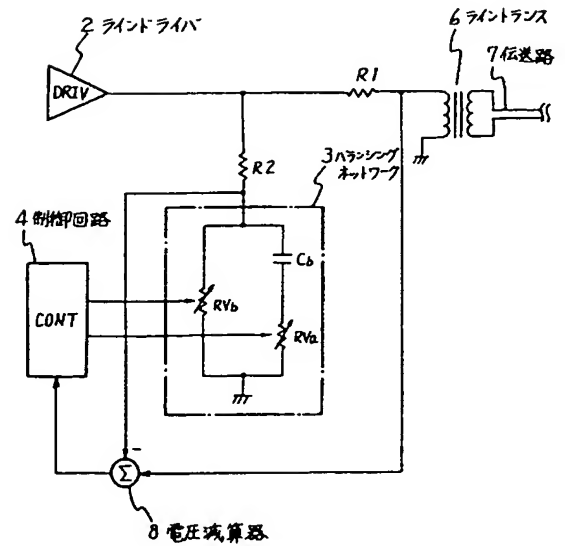 2 ラインドライバ
DRIV
R1
6 ライントランス
7 伝送路
R2
3 ハランシング
ネットワーク
4 制御回路
CONT
Cb
RVb
RVa
−
Σ
8 電圧減算器